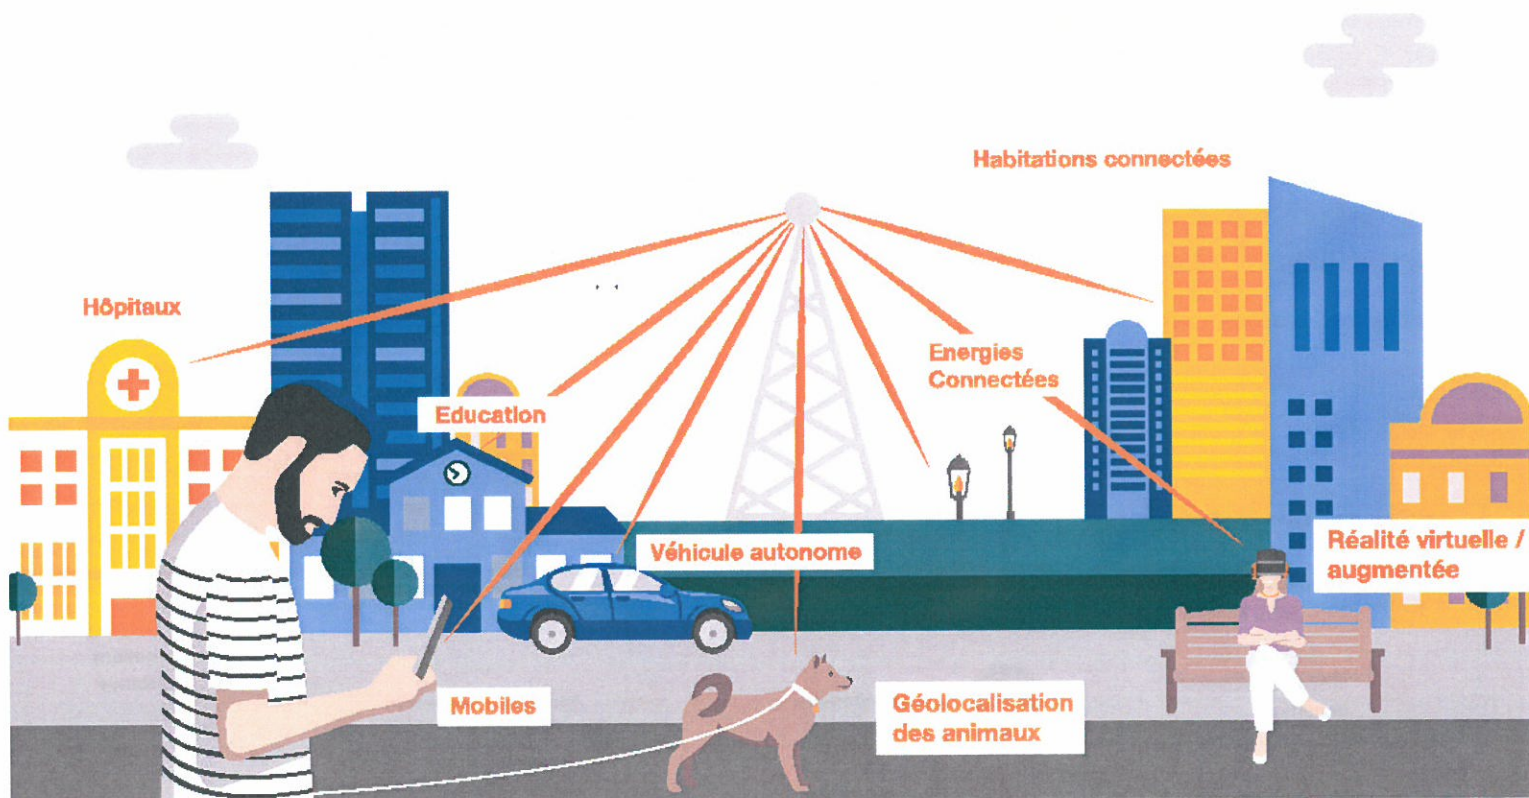 Habitations connectées
Hôpitaux
Energies
Connectées
Education
Véhicule autonome
Réalité virtuelle /
augmentée
Mobiles
Géolocalisation
des animaux